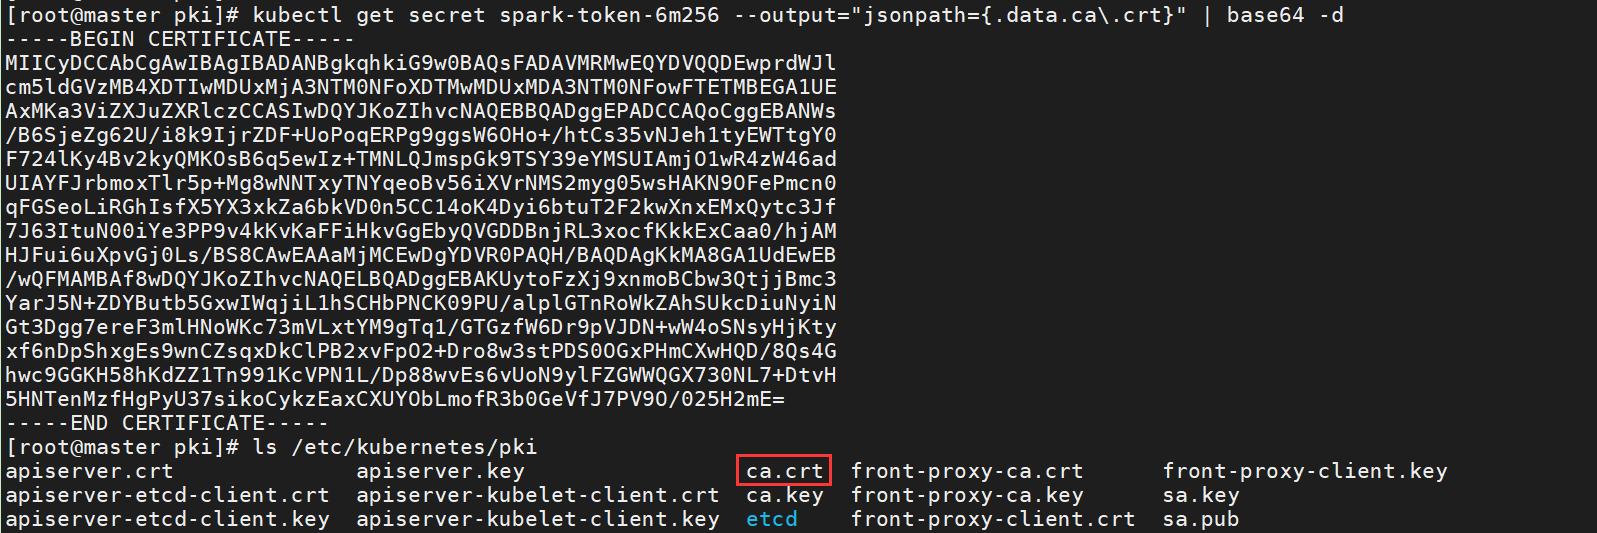 [root@master pki]# kubectl get secret spark-token-6m256 --output="jsonpath={.data.ca\.crt}" | base64 -d
-----BEGIN CERTIFICATE-----
MIICyDCCAbCgAwIBAgIBADANBgkqhkiG9w0BAQsFADAVMRMwEQYDVQQDEwprdWJl
cm5ldGVzMB4XDTIwMDUxMjA3NTM0NFoXDTMwMDUxMDA3NTM0NFowFTETMBEGA1UE
AxMKa3ViZXJuZXRlczCCASIwDQYJKoZIhvcNAQEBBQADggEPADCCAQoCggEBANWs
/B6SjeZg62U/i8k9IjrZDF+UoPoqERPg9ggsW6OHo+/htCs35vNJeh1tyEWTtgY0
F724lKy4Bv2kyQMKOsB6q5ewIz+TMNLQJmspGk9TSY39eYMSUIAmjO1wR4zW46ad
UIAYFJrbmoxTlr5p+Mg8wNNTxyTNYqeoBv56iXVrNMS2myg05wsHAKN9OFePmcn0
qFGSeoLiRGhIsfX5YX3xkZa6bkVD0n5CC14oK4Dyi6btuT2F2kwXnxEMxQytc3Jf
7J63ItuN00iYe3PP9v4kKvKaFFiHkvGgEbyQVGDDBnjRL3xocfKkkExCaa0/hjAM
HJFui6uXpvGj0Ls/BS8CAwEAAaMjMCEwDgYDVR0PAQH/BAQDAgKkMA8GA1UdEwEB
/wQFMAMBAf8wDQYJKoZIhvcNAQELBQADggEBAKUytoFzXj9xnmoBCbw3QtjjBmc3
YarJ5N+ZDYButb5GxwIWqjiL1hSCHbPNCK09PU/alplGTnRoWkZAhSUkcDiuNyiN
Gt3Dgg7ereF3mlHNoWKc73mVLxtYM9gTq1/GTGzfW6Dr9pVJDN+wW4oSNsyHjKty
xf6nDpShxgEs9wnCZsqxDkClPB2xvFpO2+Dro8w3stPDS0OGxPHmCXwHQD/8Qs4G
hwc9GGKH58hKdZZ1Tn991KcVPN1L/Dp88wvEs6vUoN9ylFZGWWQGX730NL7+DtvH
5HNTenMzfHgPyU37sikoCykzEaxCXUYObLmofR3b0GeVfJ7PV9O/025H2mE=
-----END CERTIFICATE-----
[root@master pki]# ls /etc/kubernetes/pki
apiserver.crt apiserver.key ca.crt front-proxy-ca.crt front-proxy-client.key
apiserver-etcd-client.crt apiserver-kubelet-client.crt ca.key front-proxy-ca.key sa.key
apiserver-etcd-client.key apiserver-kubelet-client.key etcd front-proxy-client.crt sa.pub